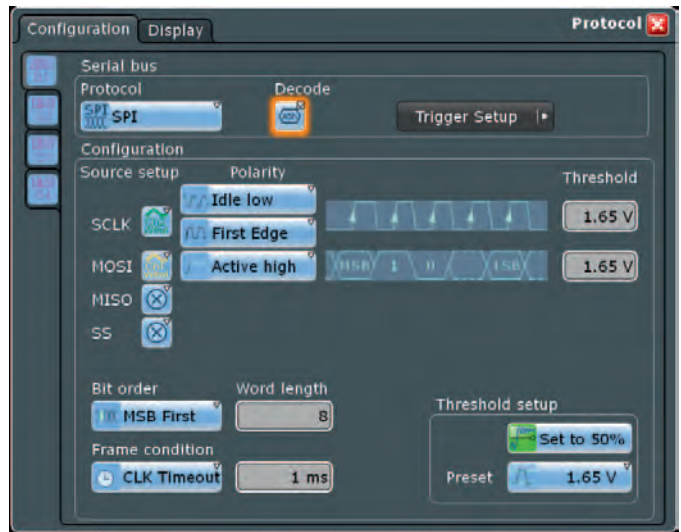 Configuration Display Protocol
Serial bus
Protocol Decode
SPI SPI Trigger Setup
Configuration
Source setup Polarity Threshold
Idle low
SCLK First Edge 1.65 V
MOSI Active high MSB 1 0 LSB 1.65 V
MISO
SS
Bit order Word length
MSB First 8
Threshold setup
Set to 50%
Frame condition
CLK Timeout 1 ms
Preset 1.65 V